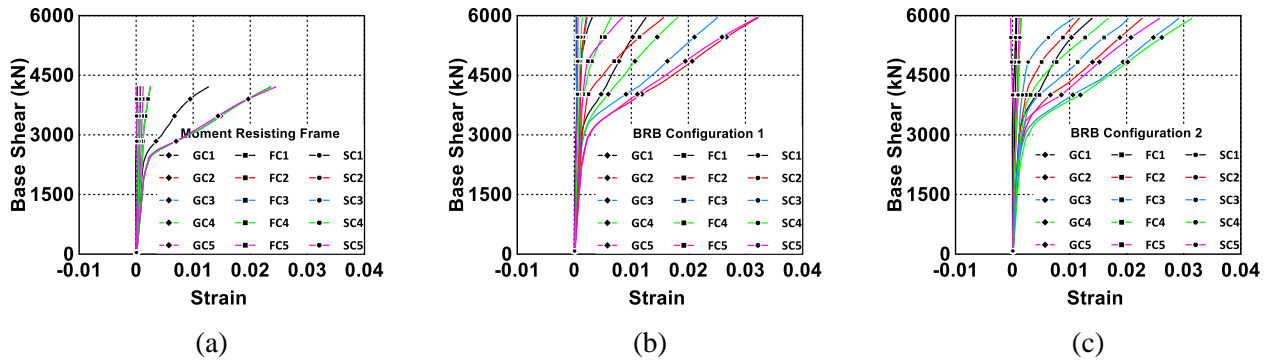 6000
4500
3000
1500
0
Base Shear (kN)
Moment Resisting Frame
GC1 FC1 SC1
GC2 FC2 SC2
GC3 FC3 SC3
GC4 FC4 SC4
GC5 FC5 SC5
-0.01 0 0.01 0.02 0.03 0.04
Strain
(a)
6000
4500
3000
1500
0
Base Shear (kN)
BRB Configuration 1
GC1 FC1 SC1
GC2 FC2 SC2
GC3 FC3 SC3
GC4 FC4 SC4
GC5 FC5 SC5
-0.01 0 0.01 0.02 0.03 0.04
Strain
(b)
6000
4500
3000
1500
0
Base Shear (kN)
BRB Configuration 2
GC1 FC1 SC1
GC2 FC2 SC2
GC3 FC3 SC3
GC4 FC4 SC4
GC5 FC5 SC5
-0.01 0 0.01 0.02 0.03 0.04
Strain
(c)